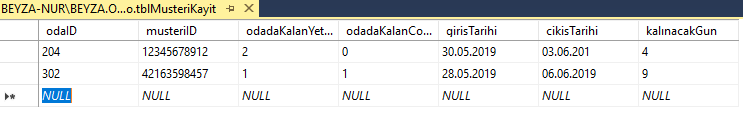 BEYZA-NUR\BEYZA.O...o.tblMusteriKayit
odaID musteriID odadaKalanYet... odadaKalanCo... girisTarihi cikisTarihi kalınacakGun
204 12345678912 2 0 30.05.2019 03.06.201 4
302 42163598457 1 1 28.05.2019 06.06.2019 9
NULL NULL NULL NULL NULL NULL NULL